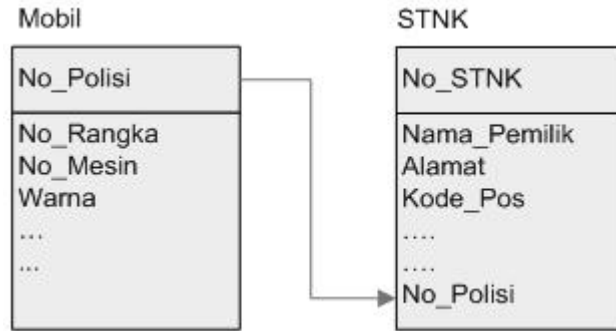 Mobil
No_Polisi
No_Rangka
No_Mesin
Warna
...
...
STNK
No_STNK
Nama_Pemilik
Alamat
Kode_Pos
....
....
No_Polisi